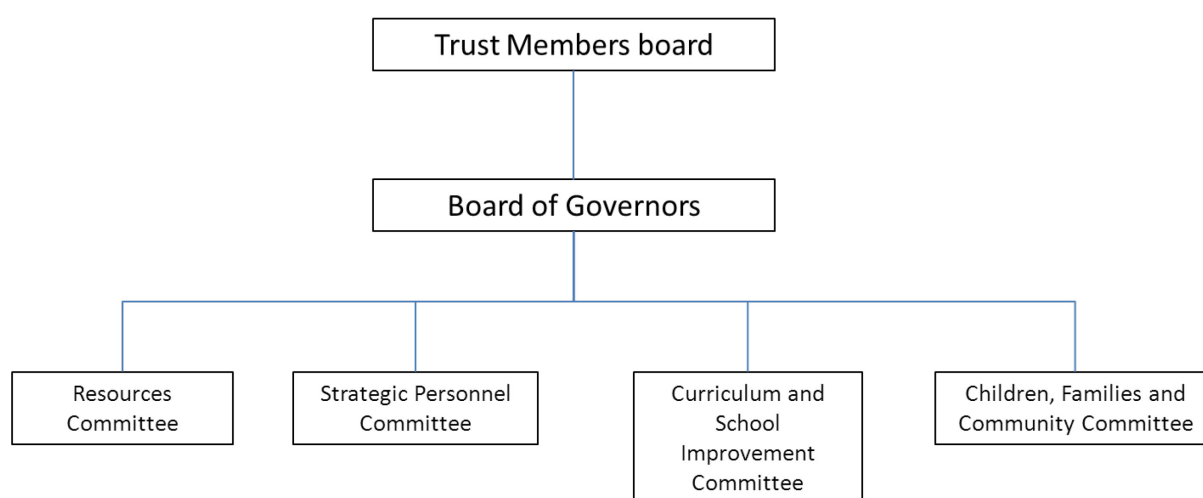 Trust Members board
Board of Governors
Resources
Committee
Strategic Personnel
Committee
Curriculum and
School
Improvement
Committee
Children, Families and
Community Committee